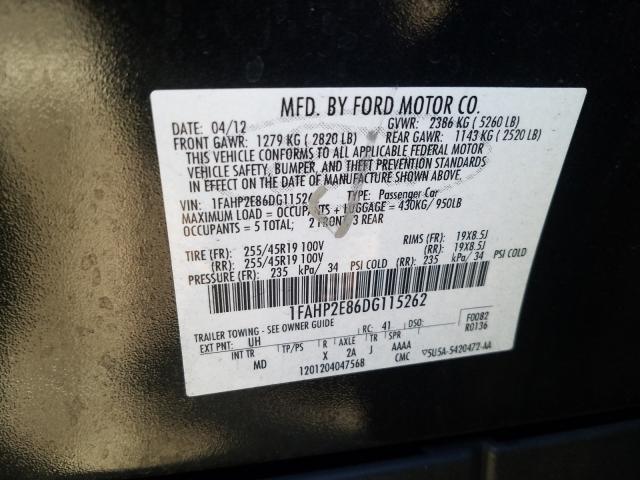 MFD. BY FORD MOTOR CO.
DATE: 04/12 GVWR: 2386 KG ( 5260 LB)
FRONT GAWR: 1279 KG ( 2820 LB) REAR GAWR: 1143 KG ( 2520 LB)
THIS VEHICLE CONFORMS TO ALL APPLICABLE FEDERAL MOTOR
VEHICLE SAFETY, BUMPER, AND THEFT PREVENTION STANDARDS
IN EFFECT ON THE DATE OF MANUFACTURE SHOWN ABOVE.
VIN: 1FAHP2E86DG115262 TYPE: Passenger Car
MAXIMUM LOAD = OCCUPANTS + LUGGAGE = 430KG/ 950LB
OCCUPANTS = 5 TOTAL; 2 FRONT 3 REAR
TIRE (FR): 255/45R19 100V RIMS (FR): 19X8.5J
(RR): 255/45R19 100V (RR): 19X8.5J
PRESSURE (FR): 235 kPa/ 34 PSI COLD (RR): 235 kPa/ 34 PSI COLD
1FAHP2E86DG115262
TRAILER TOWING - SEE OWNER GUIDE
EXT PNT: UH RC: 41 DSO: F0082
R0136
INT TR TP/PS R AXLE TR SPR
MD X 2A J AAAA
1201204047568 CMC 5U5A-5420472-AA